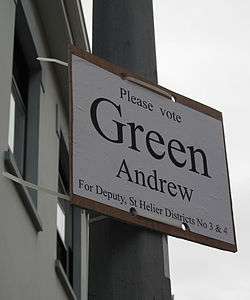 Please vote
Green
Andrew
For Deputy, St Helier Districts No 3 & 4